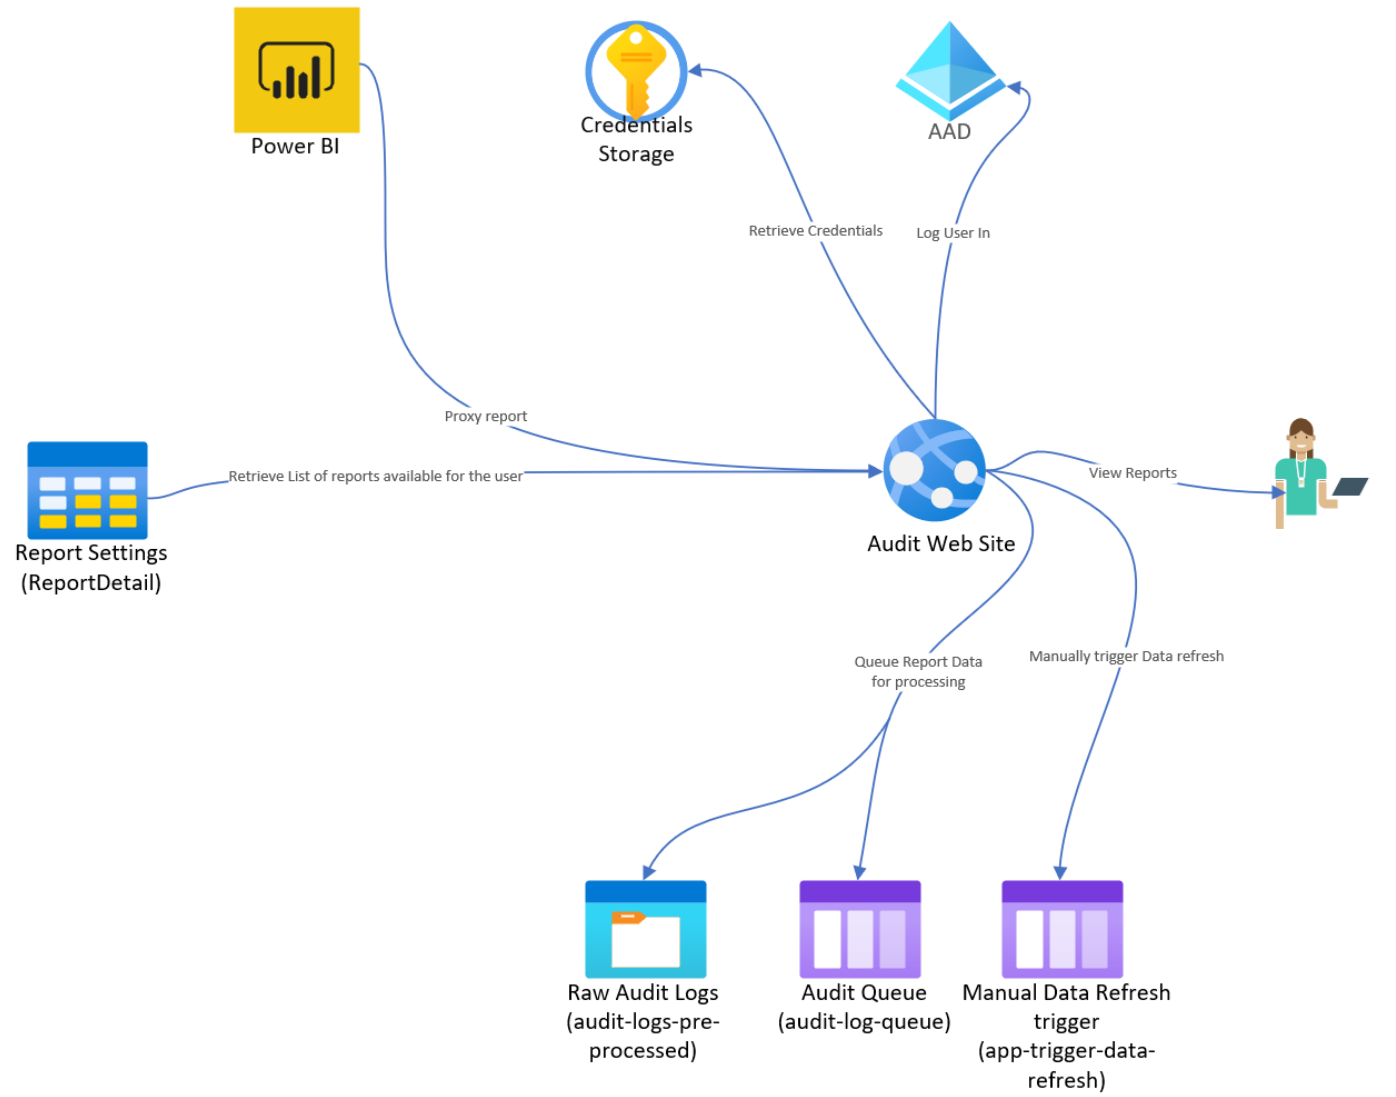 Power BI
Credentials
Storage
AAD
Retrieve Credentials
Log User In
Proxy report
Retrieve List of reports available for the user
View Reports
Report Settings
(ReportDetail)
Audit Web Site
Queue Report Data
for processing
Manually trigger Data refresh
Raw Audit Logs
(audit-logs-pre-
processed)
Audit Queue
(audit-log-queue)
Manual Data Refresh
trigger
(app-trigger-data-
refresh)